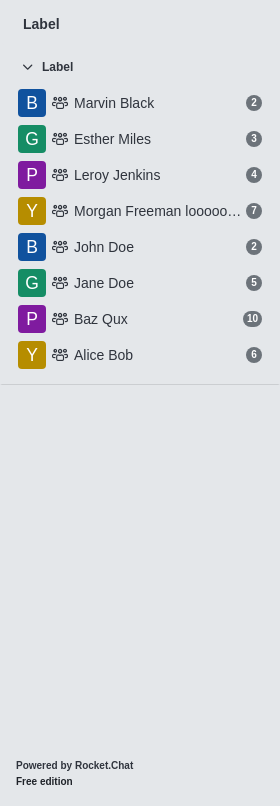 Label
Label
B Marvin Black 2
G Esther Miles 3
P Leroy Jenkins 4
Y Morgan Freeman looooo… 7
B John Doe 2
G Jane Doe 5
P Baz Qux 10
Y Alice Bob 6
Powered by Rocket.Chat
Free edition